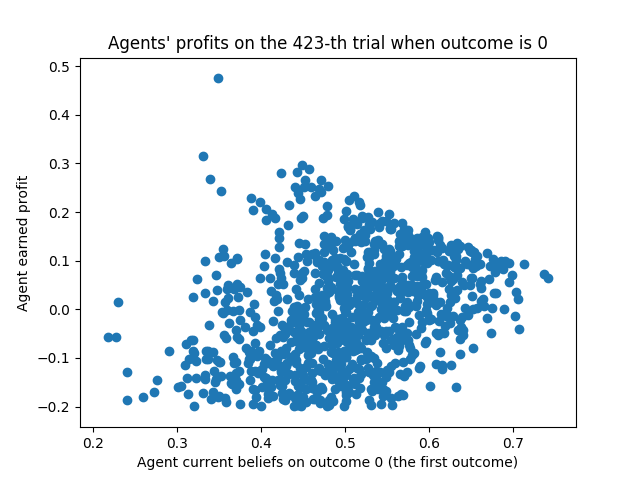 Agents' profits on the 423-th trial when outcome is 0
0.5
0.4
0.3
0.2
0.1
0.0
−0.1
−0.2
Agent earned profit
0.2 0.3 0.4 0.5 0.6 0.7
Agent current beliefs on outcome 0 (the first outcome)